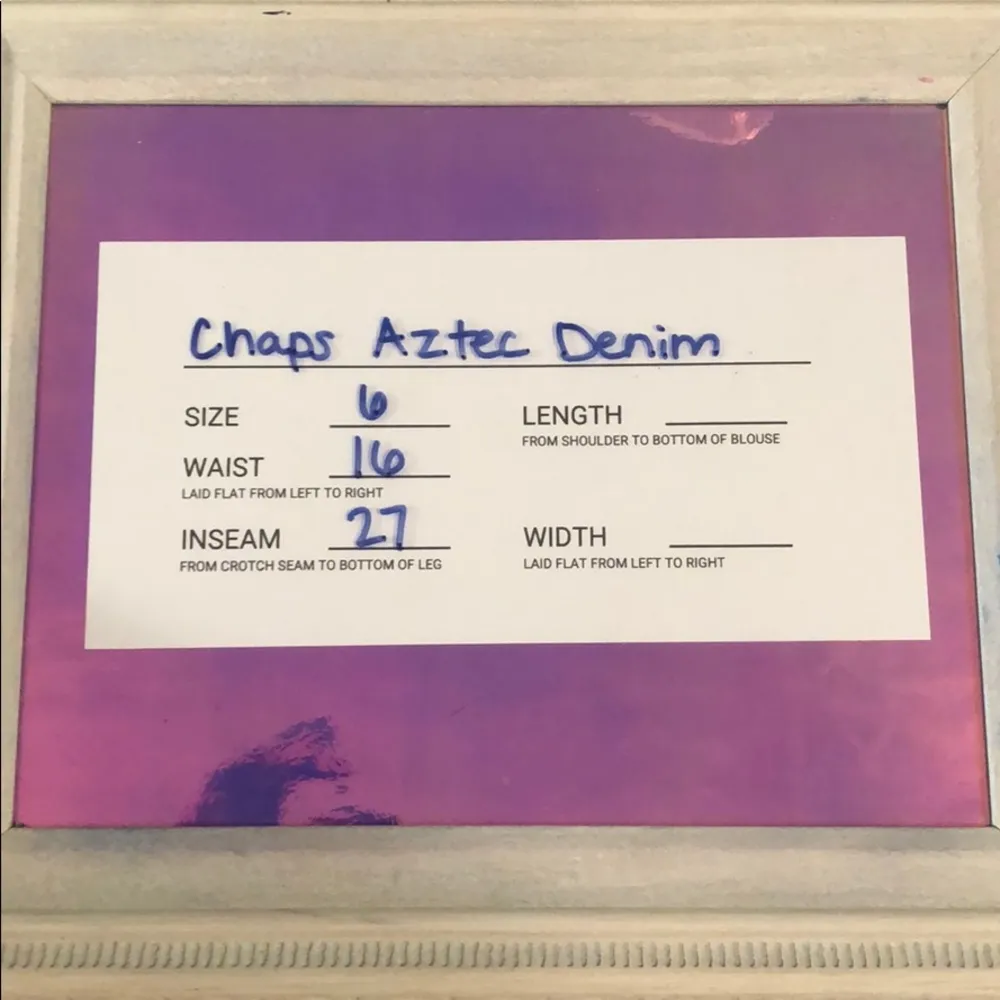 Chaps Aztec Denim
SIZE 6
WAIST 16
LAID FLAT FROM LEFT TO RIGHT
INSEAM 27
FROM CROTCH SEAM TO BOTTOM OF LEG
LENGTH
FROM SHOULDER TO BOTTOM OF BLOUSE
WIDTH
LAID FLAT FROM LEFT TO RIGHT